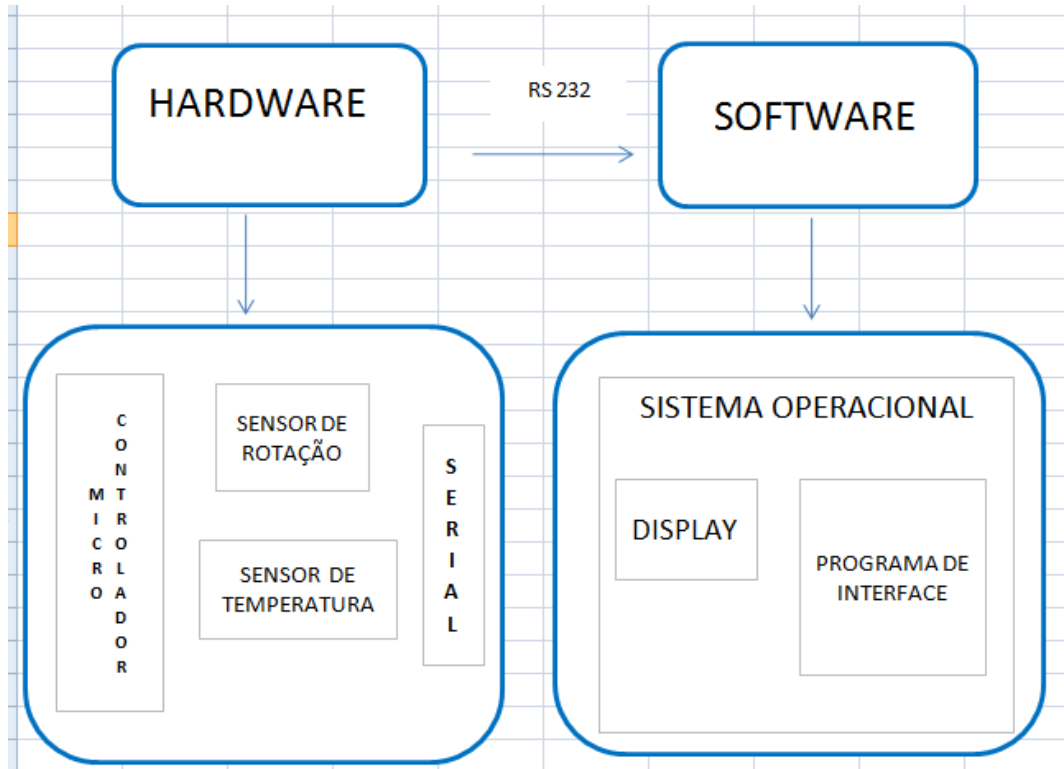 HARDWARE
RS 232
SOFTWARE
MICRO
CONTROLADOR
SENSOR DE
ROTAÇÃO
SENSOR DE
TEMPERATURA
SERIAL
SISTEMA OPERACIONAL
DISPLAY
PROGRAMA DE
INTERFACE